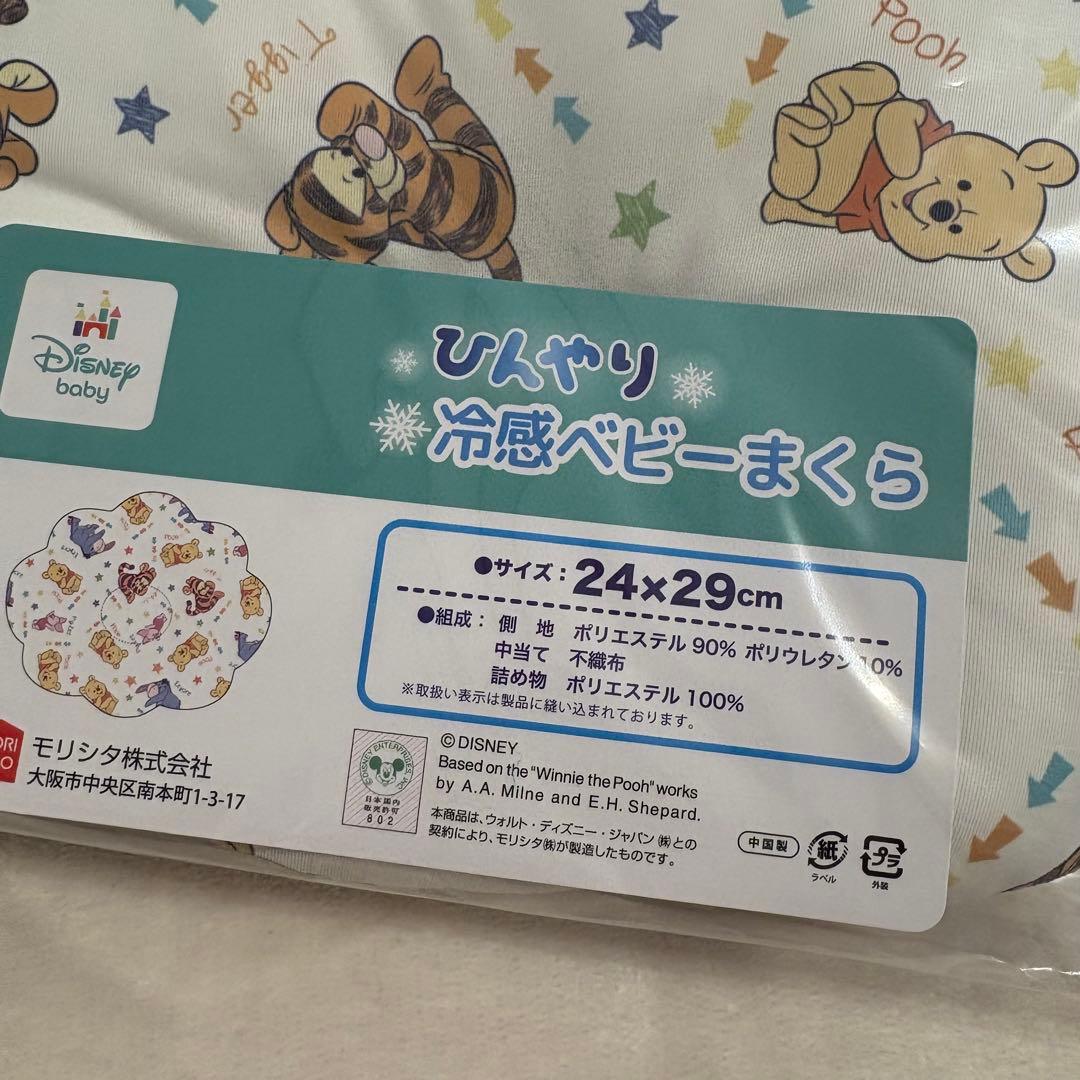 Tigger
Pooh
Disney
baby
ひんやり
冷感ベビーまくら
●サイズ：24×29cm
●組成：側 地 ポリエステル 90% ポリウレタン 10%
中当て 不織布
詰め物 ポリエステル 100%
※取扱い表示は製品に縫い込まれております。
モリシタ株式会社
大阪市中央区南本町1-3-17
©DISNEY ENTERPRISES
日本国内
販売許可
802
©DISNEY
Based on the "Winnie the Pooh" works
by A.A. Milne and E.H. Shepard.
本商品は、ウォルト・ディズニー・ジャパン㈱との
契約により、モリシタ㈱が製造したものです。
中国製
紙
ラベル
プラ
外装